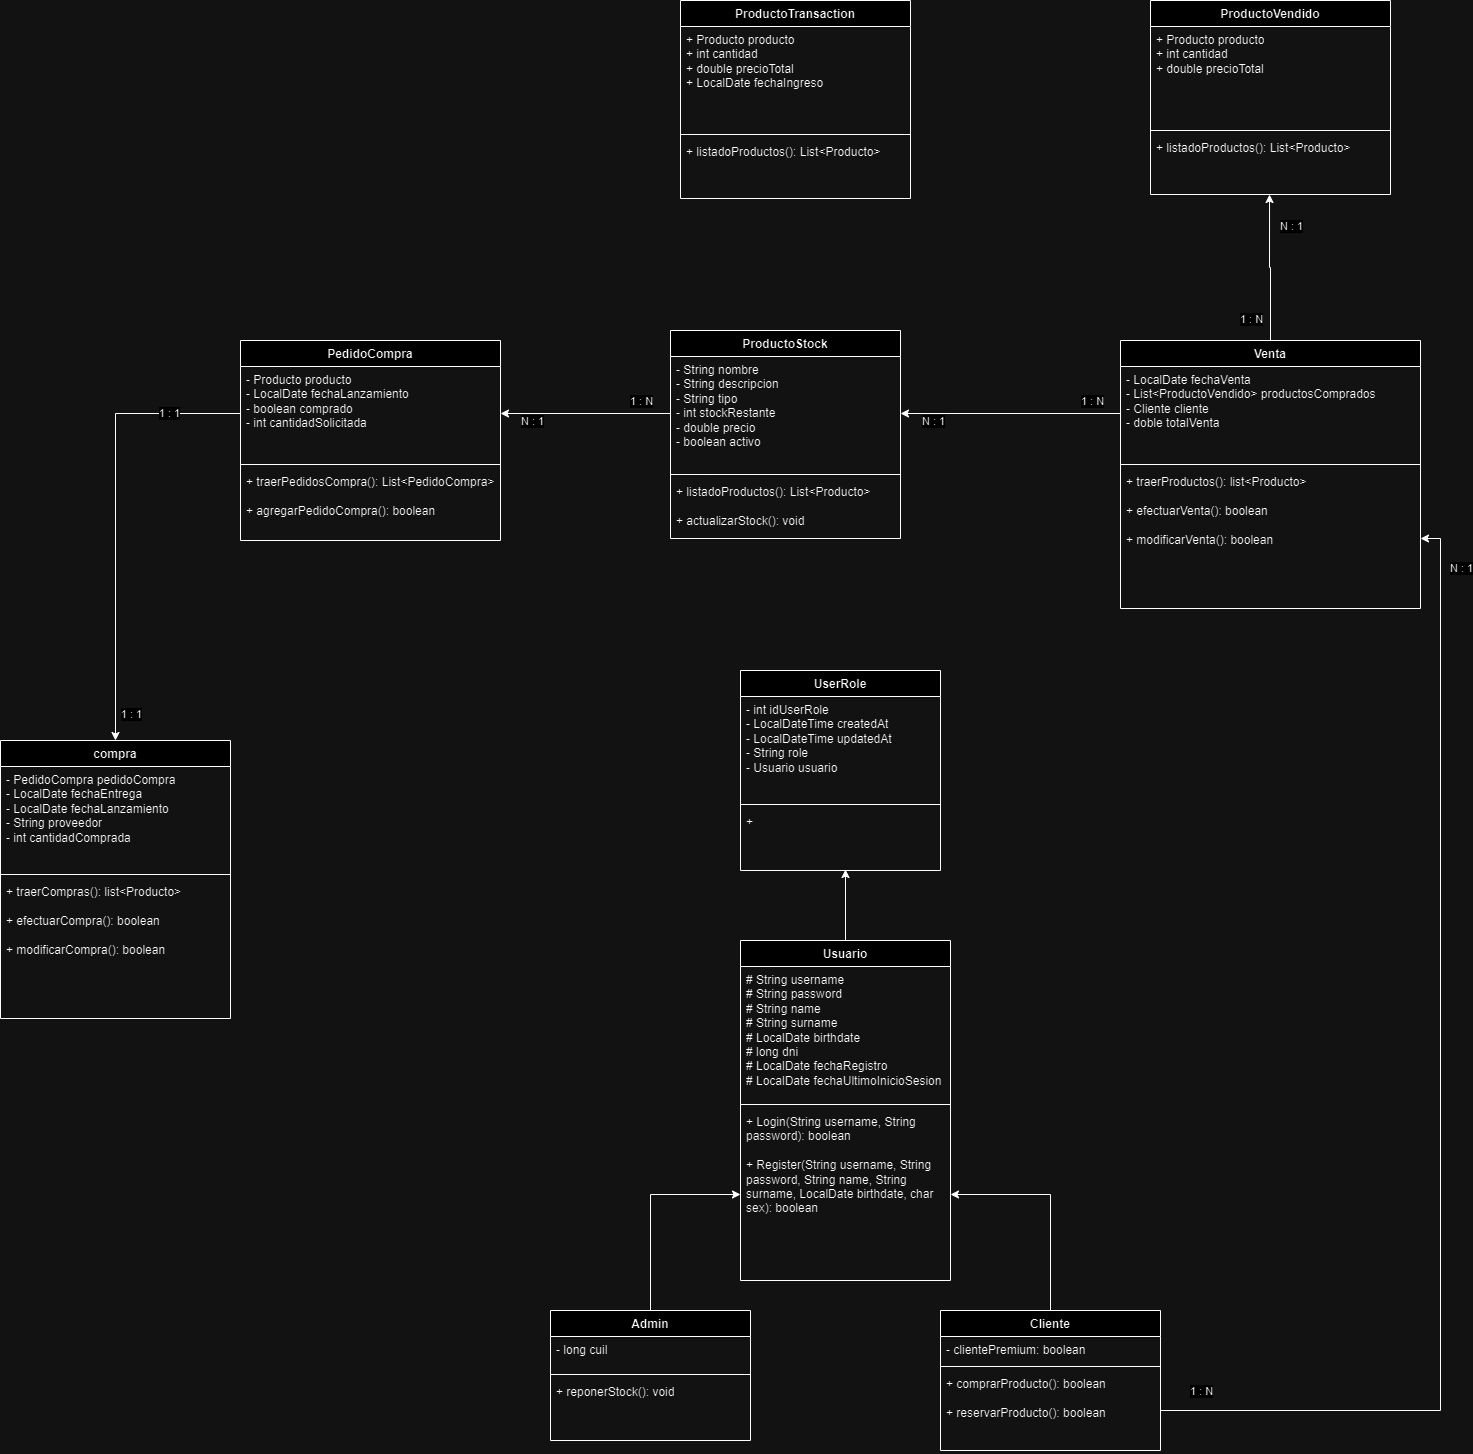 ProductoTransaction
+ Producto producto
+ int cantidad
+ double precioTotal
+ LocalDate fechaIngreso
+ listadoProductos(): List<Producto>
ProductoVendido
+ Producto producto
+ int cantidad
+ double precioTotal
+ listadoProductos(): List<Producto>
N : 1
1 : N
PedidoCompra
- Producto producto
- LocalDate fechaLanzamiento
- boolean comprado
- int cantidadSolicitada
+ traerPedidosCompra(): List<PedidoCompra>
+ agregarPedidoCompra(): boolean
1 : 1
N : 1
1 : N
ProductoStock
- String nombre
- String descripcion
- String tipo
- int stockRestante
- double precio
- boolean activo
+ listadoProductos(): List<Producto>
+ actualizarStock(): void
N : 1
1 : N
Venta
- LocalDate fechaVenta
- List<ProductoVendido> productosComprados
- Cliente cliente
- doble totalVenta
+ traerProductos(): list<Producto>
+ efectuarVenta(): boolean
+ modificarVenta(): boolean
N : 1
1 : 1
compra
- PedidoCompra pedidoCompra
- LocalDate fechaEntrega
- LocalDate fechaLanzamiento
- String proveedor
- int cantidadComprada
+ traerCompras(): list<Producto>
+ efectuarCompra(): boolean
+ modificarCompra(): boolean
UserRole
- int idUserRole
- LocalDateTime createdAt
- LocalDateTime updatedAt
- String role
- Usuario usuario
+
Usuario
# String username
# String password
# String name
# String surname
# LocalDate birthdate
# long dni
# LocalDate fechaRegistro
# LocalDate fechaUltimoInicioSesion
+ Login(String username, String
password): boolean
+ Register(String username, String
password, String name, String
surname, LocalDate birthdate, char
sex): boolean
Admin
- long cuil
+ reponerStock(): void
Cliente
- clientePremium: boolean
+ comprarProducto(): boolean
+ reservarProducto(): boolean
1 : N